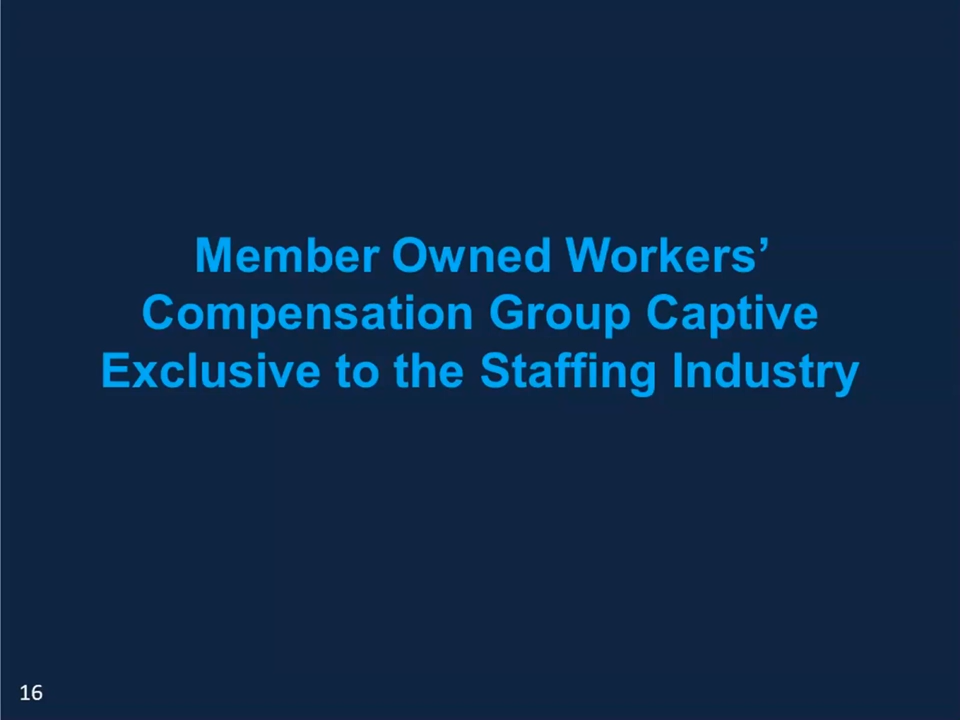 Member Owned Workers’
Compensation Group Captive
Exclusive to the Staffing Industry
16